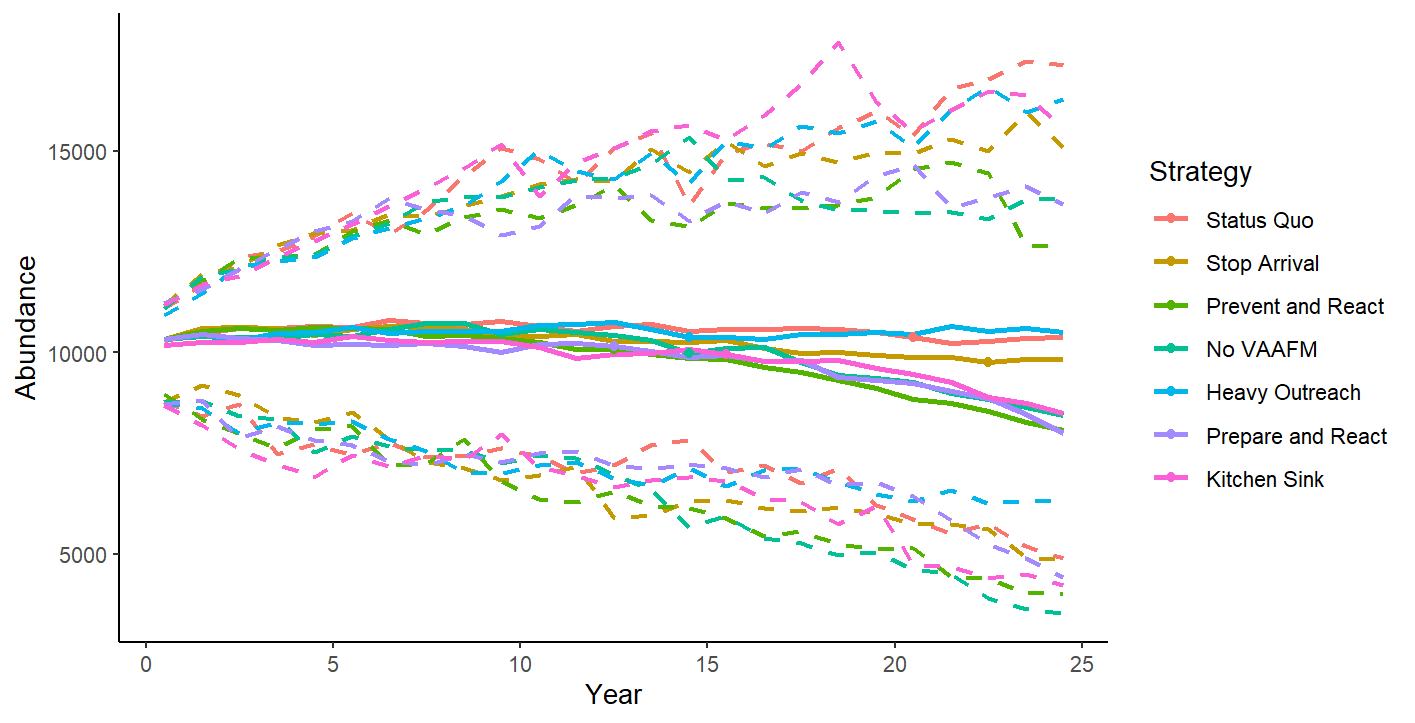 Abundance
15000
10000
5000
0 5 10 15 20 25
Year
Strategy
Status Quo
Stop Arrival
Prevent and React
No VAAFM
Heavy Outreach
Prepare and React
Kitchen Sink